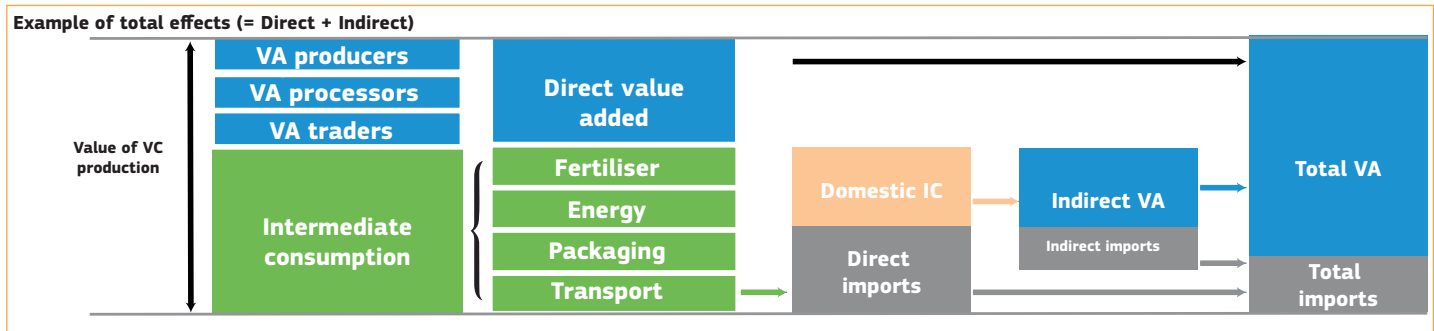 Example of total effects (= Direct + Indirect)
Value of VC
production
VA producers
VA processors
VA traders
Intermediate
consumption
Direct value
added
Fertiliser
Energy
Packaging
Transport
Domestic IC
Direct
imports
Indirect VA
Indirect imports
Total VA
Total
imports